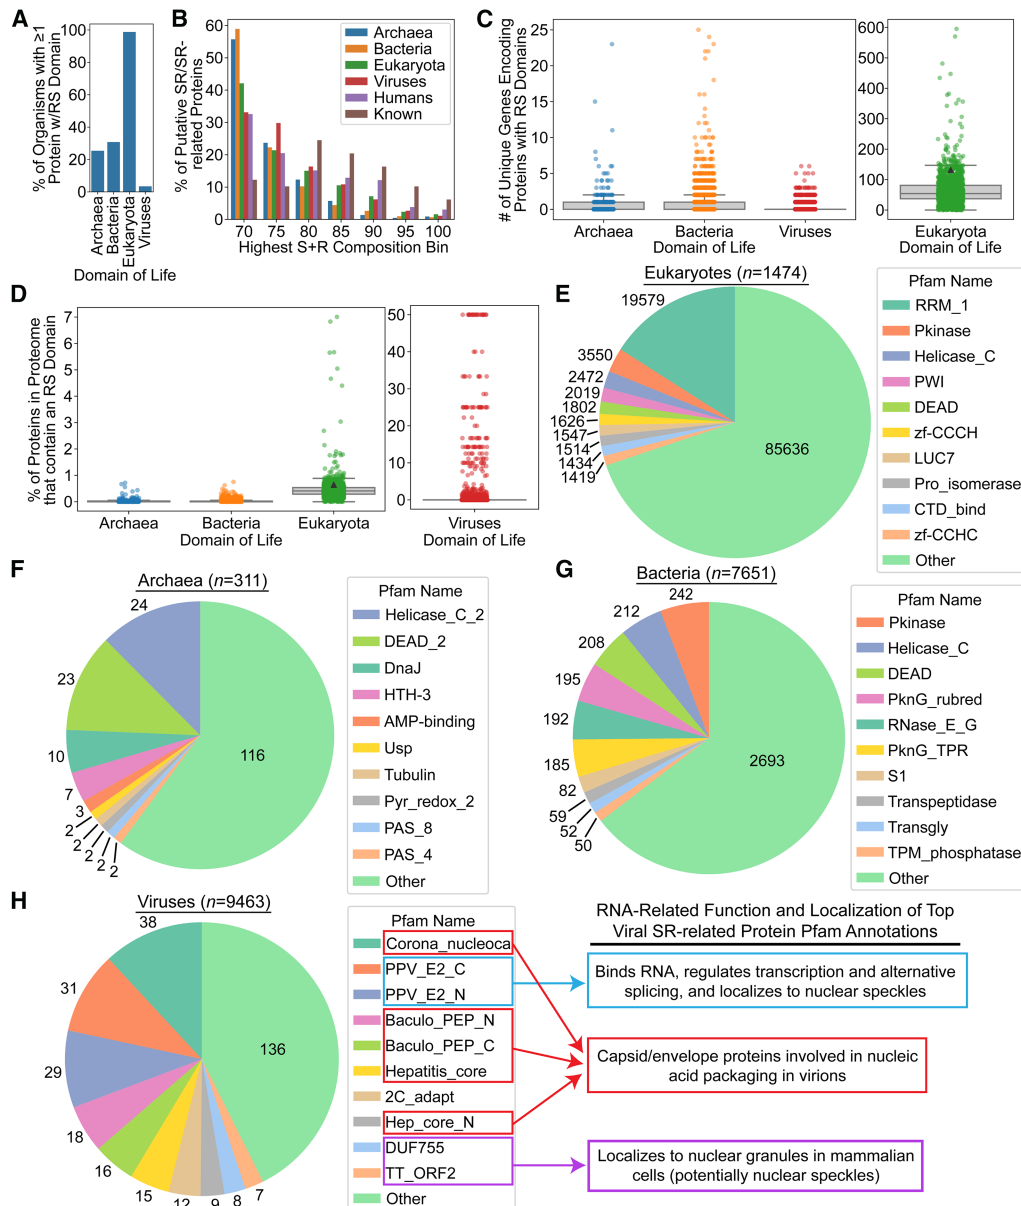 A
% of Organisms with ≥1
Protein w/RS Domain
100
80
60
40
20
0
Archaea
Bacteria
Eukaryota
Viruses
Domain of Life
B
% of Putative SR/SR-
related Proteins
60
50
40
30
20
10
0
Archaea
Bacteria
Eukaryota
Viruses
Humans
Known
70 75 80 85 90 95 100
Highest S+R Composition Bin
C
# of Unique Genes Encoding
Proteins with RS Domains
25
20
15
10
5
0
Archaea Bacteria Viruses
Domain of Life
600
500
400
300
200
100
0
Eukaryota
Domain of Life
D
% of Proteins in Proteome
that contain an RS Domain
7
6
5
4
3
2
1
0
Archaea Bacteria Eukaryota
Domain of Life
50
40
30
20
10
0
Viruses
Domain of Life
E
Eukaryotes (n=1474)
19579
3550
2472
2019
1802
1626
1547
1514
1434
1419
85636
Pfam Name
RRM_1
Pkinase
Helicase_C
PWI
DEAD
zf-CCCH
LUC7
Pro_isomerase
CTD_bind
zf-CCHC
Other
F
Archaea (n=311)
24
23
10
7
3
2
2
2
2
2
116
Pfam Name
Helicase_C_2
DEAD_2
DnaJ
HTH-3
AMP-binding
Usp
Tubulin
Pyr_redox_2
PAS_8
PAS_4
Other
G
Bacteria (n=7651)
242
212
208
195
192
185
82
59
52
50
2693
Pfam Name
Pkinase
Helicase_C
DEAD
PknG_rubred
RNase_E_G
PknG_TPR
S1
Transpeptidase
Transgly
TPM_phosphatase
Other
H
Viruses (n=9463)
38
31
29
18
16
15
12
9
8
7
136
Pfam Name
Corona_nucleoca
PPV_E2_C
PPV_E2_N
Baculo_PEP_N
Baculo_PEP_C
Hepatitis_core
2C_adapt
Hep_core_N
DUF755
TT_ORF2
Other
RNA-Related Function and Localization of Top
Viral SR-related Protein Pfam Annotations
Binds RNA, regulates transcription and alternative
splicing, and localizes to nuclear speckles
Capsid/envelope proteins involved in nucleic
acid packaging in virions
Localizes to nuclear granules in mammalian
cells (potentially nuclear speckles)